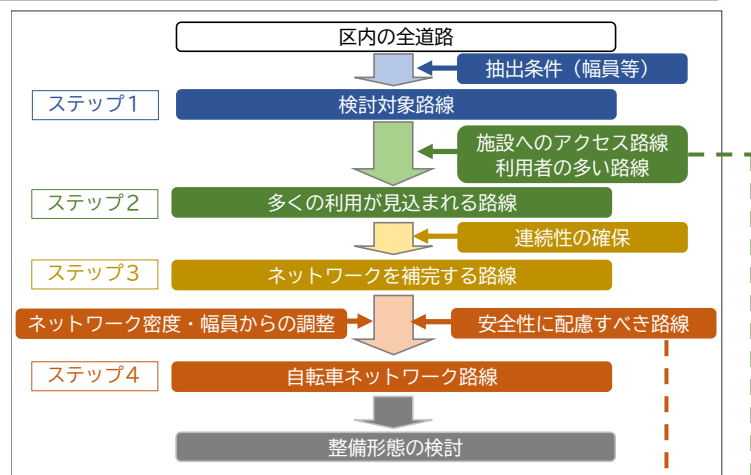 区内の全道路
抽出条件（幅員等）
ステップ１
検討対象路線
施設へのアクセス路線
利用者の多い路線
ステップ２
多くの利用が見込まれる路線
連続性の確保
ステップ３
ネットワークを補完する路線
ネットワーク密度・幅員からの調整
安全性に配慮すべき路線
ステップ４
自転車ネットワーク路線
整備形態の検討